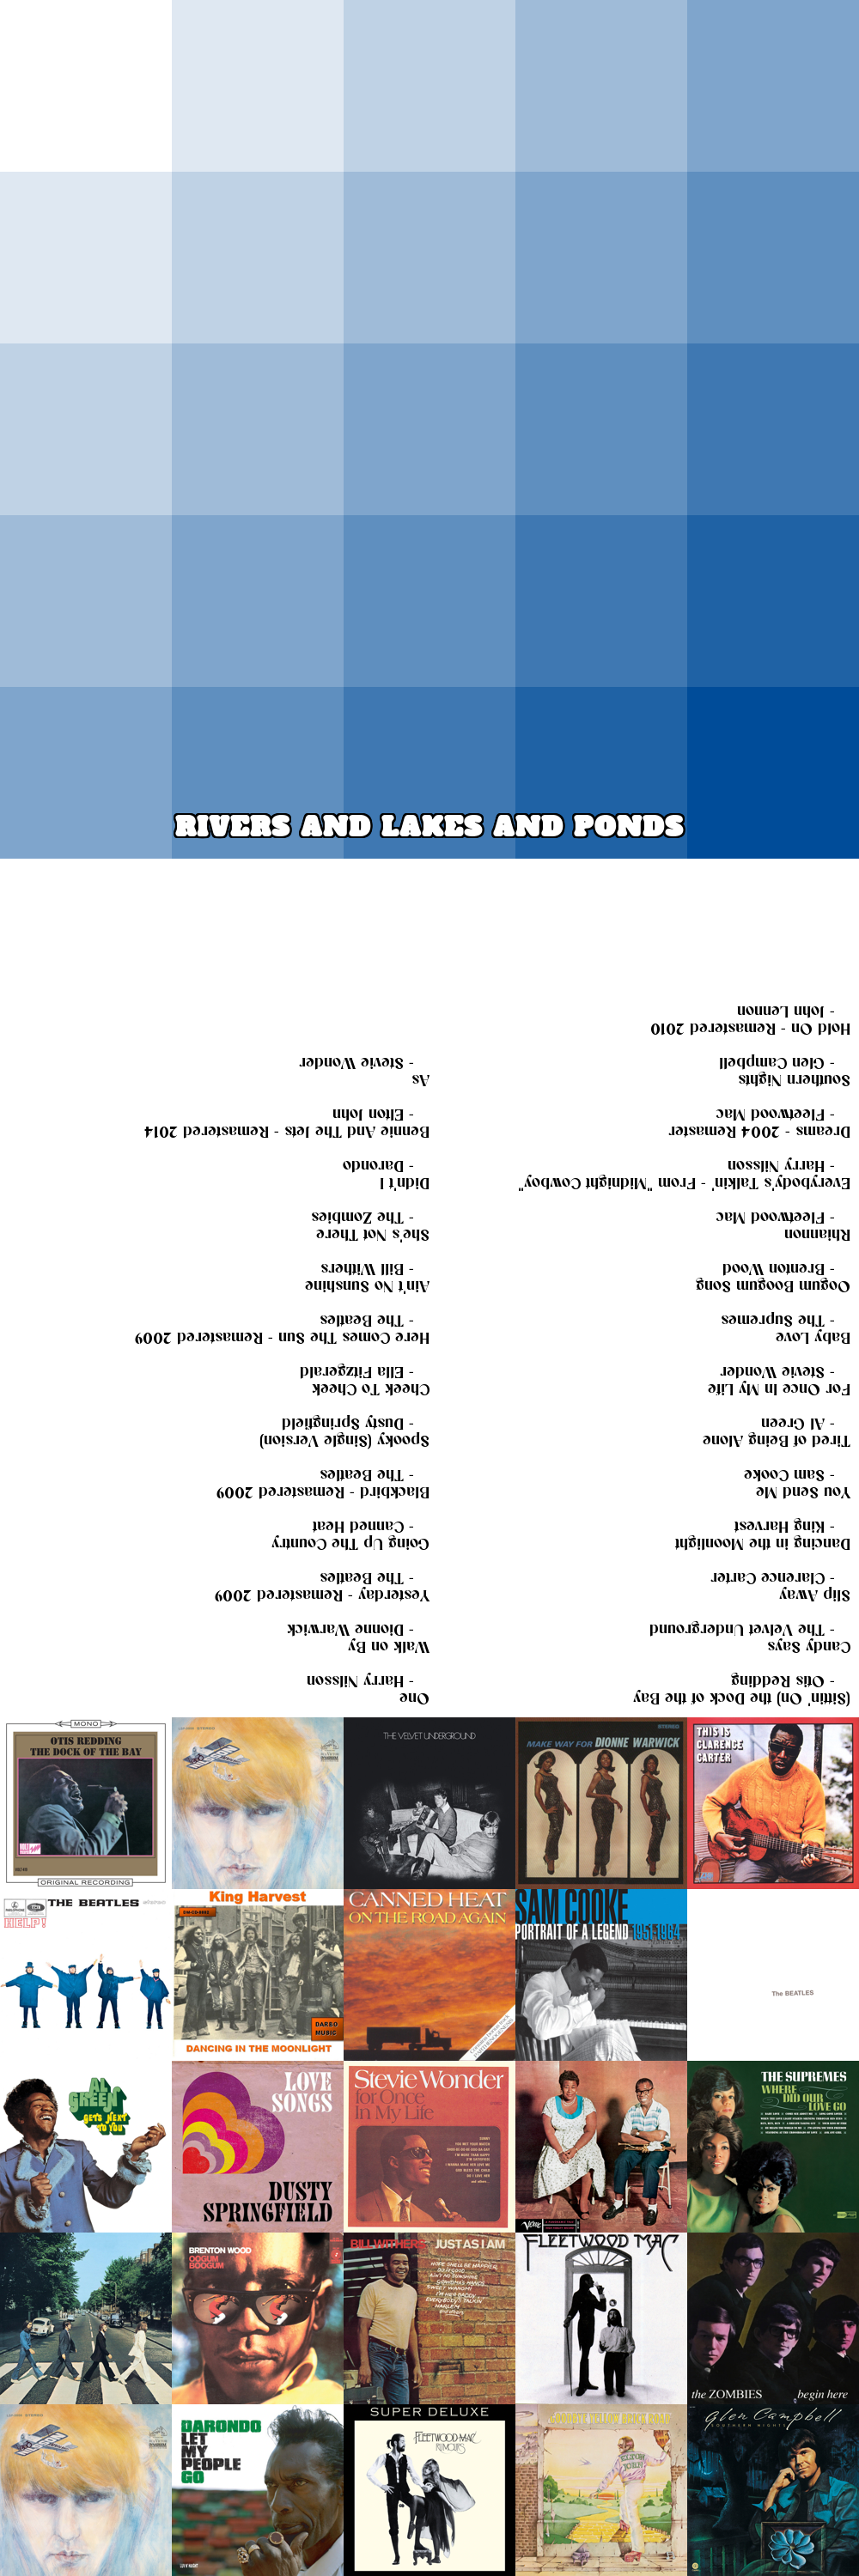 RIVERS AND LAKES AND PONDS
(Sittin' On) the Dock of the Bay
- Otis Redding
Candy Says
- The Velvet Underground
Slip Away
- Clarence Carter
Dancing in the Moonlight
- King Harvest
You Send Me
- Sam Cooke
Tired of Being Alone
- Al Green
For Once In My Life
- Stevie Wonder
Baby Love
- The Supremes
Oogum Boogum Song
- Brenton Wood
Rhiannon
- Fleetwood Mac
Everybody's Talkin' - From "Midnight Cowboy"
- Harry Nilsson
Dreams - 2004 Remaster
- Fleetwood Mac
Southern Nights
- Glen Campbell
Hold On - Remastered 2010
- John Lennon
One
- Harry Nilsson
Walk on By
- Dionne Warwick
Yesterday - Remastered 2009
- The Beatles
Going Up The Country
- Canned Heat
Blackbird - Remastered 2009
- The Beatles
Spooky (Single Version)
- Dusty Springfield
Cheek To Cheek
- Ella Fitzgerald
Here Comes The Sun - Remastered 2009
- The Beatles
Ain't No Sunshine
- Bill Withers
She's Not There
- The Zombies
Didn't I
- Darondo
Bennie And The Jets - Remastered 2014
- Elton John
As
- Stevie Wonder
MONO
OTIS REDDING
THE DOCK OF THE BAY
ORIGINAL RECORDING
THE VELVET UNDERGROUND
MAKE WAY FOR DIONNE WARWICK
THIS IS
CLARENCE
CARTER
THE BEATLES
HELP!
King Harvest
DAREO
MUSIC
DANCING IN THE MOONLIGHT
CANNED HEAT
ON THE ROAD AGAIN
SAM COOKE
PORTRAIT OF A LEGEND 1951-1964
The BEATLES
AL
GREEN
GETS NEXT
TO YOU
LOVE
SONGS
DUSTY
SPRINGFIELD
Stevie Wonder
for Once
In My Life
Verve
THE SUPREMES
WHERE
DID OUR
LOVE GO
BRENTON WOOD
OOGUM
BOOGUM
BILL WITHERS JUST AS I AM
FLEETWOOD MAC
the ZOMBIES
begin here
DARONDO
LET
MY
PEOPLE
GO
SUPER DELUXE
FLEETWOOD MAC
RUMOURS
ELTON
JOHN
Glen Campbell
SOUTHERN NIGHTS